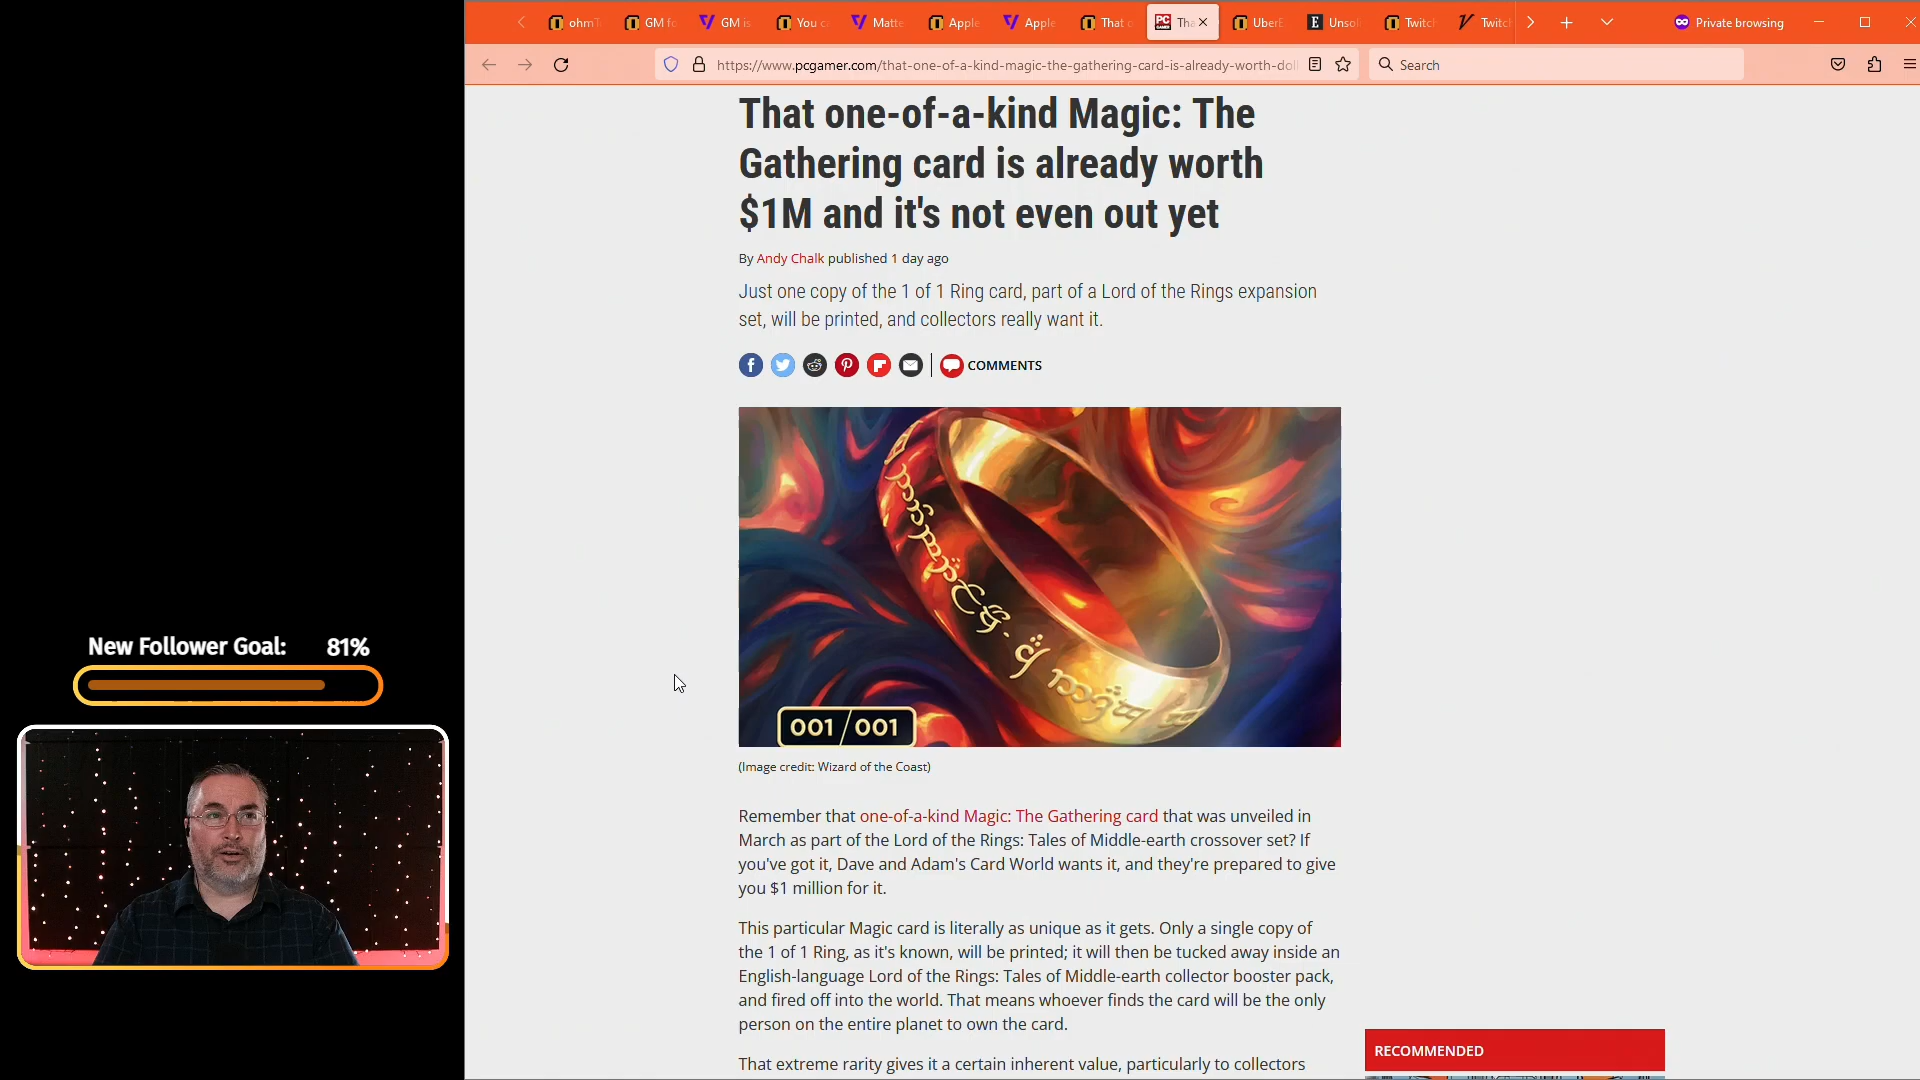 ohmT
GM fo
GM is
You c
Matte
Apple
Apple
That o
PC GAMER
Tha
UberE
Unsol
Twitch
Twitch
Private browsing
https://www.pcgamer.com/that-one-of-a-kind-magic-the-gathering-card-is-already-worth-doll
Search
That one-of-a-kind Magic: The
Gathering card is already worth
$1M and it's not even out yet
By Andy Chalk published 1 day ago
Just one copy of the 1 of 1 Ring card, part of a Lord of the Rings expansion
set, will be printed, and collectors really want it.
COMMENTS
001/001
(Image credit: Wizard of the Coast)
New Follower Goal: 81%
Remember that one-of-a-kind Magic: The Gathering card that was unveiled in
March as part of the Lord of the Rings: Tales of Middle-earth crossover set? If
you've got it, Dave and Adam's Card World wants it, and they're prepared to give
you $1 million for it.
This particular Magic card is literally as unique as it gets. Only a single copy of
the 1 of 1 Ring, as it's known, will be printed; it will then be tucked away inside an
English-language Lord of the Rings: Tales of Middle-earth collector booster pack,
and fired off into the world. That means whoever finds the card will be the only
person on the entire planet to own the card.
That extreme rarity gives it a certain inherent value, particularly to collectors
RECOMMENDED